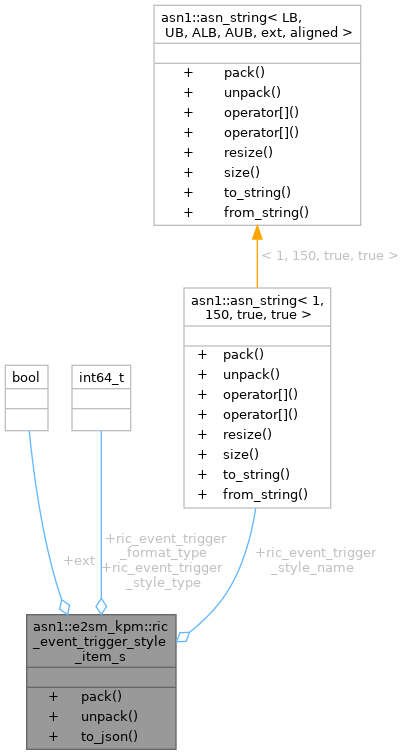 asn1::asn_string< LB,
UB, ALB, AUB, ext, aligned >
+ pack()
+ unpack()
+ operator[]()
+ operator[]()
+ resize()
+ size()
+ to_string()
+ from_string()
< 1, 150, true, true >
asn1::asn_string< 1,
150, true, true >
+ pack()
+ unpack()
+ operator[]()
+ operator[]()
+ resize()
+ size()
+ to_string()
+ from_string()
bool
int64_t
+ext
+ric_event_trigger
_format_type
+ric_event_trigger
_style_type
+ric_event_trigger
_style_name
asn1::e2sm_kpm::ric
_event_trigger_style
_item_s
+ pack()
+ unpack()
+ to_json()